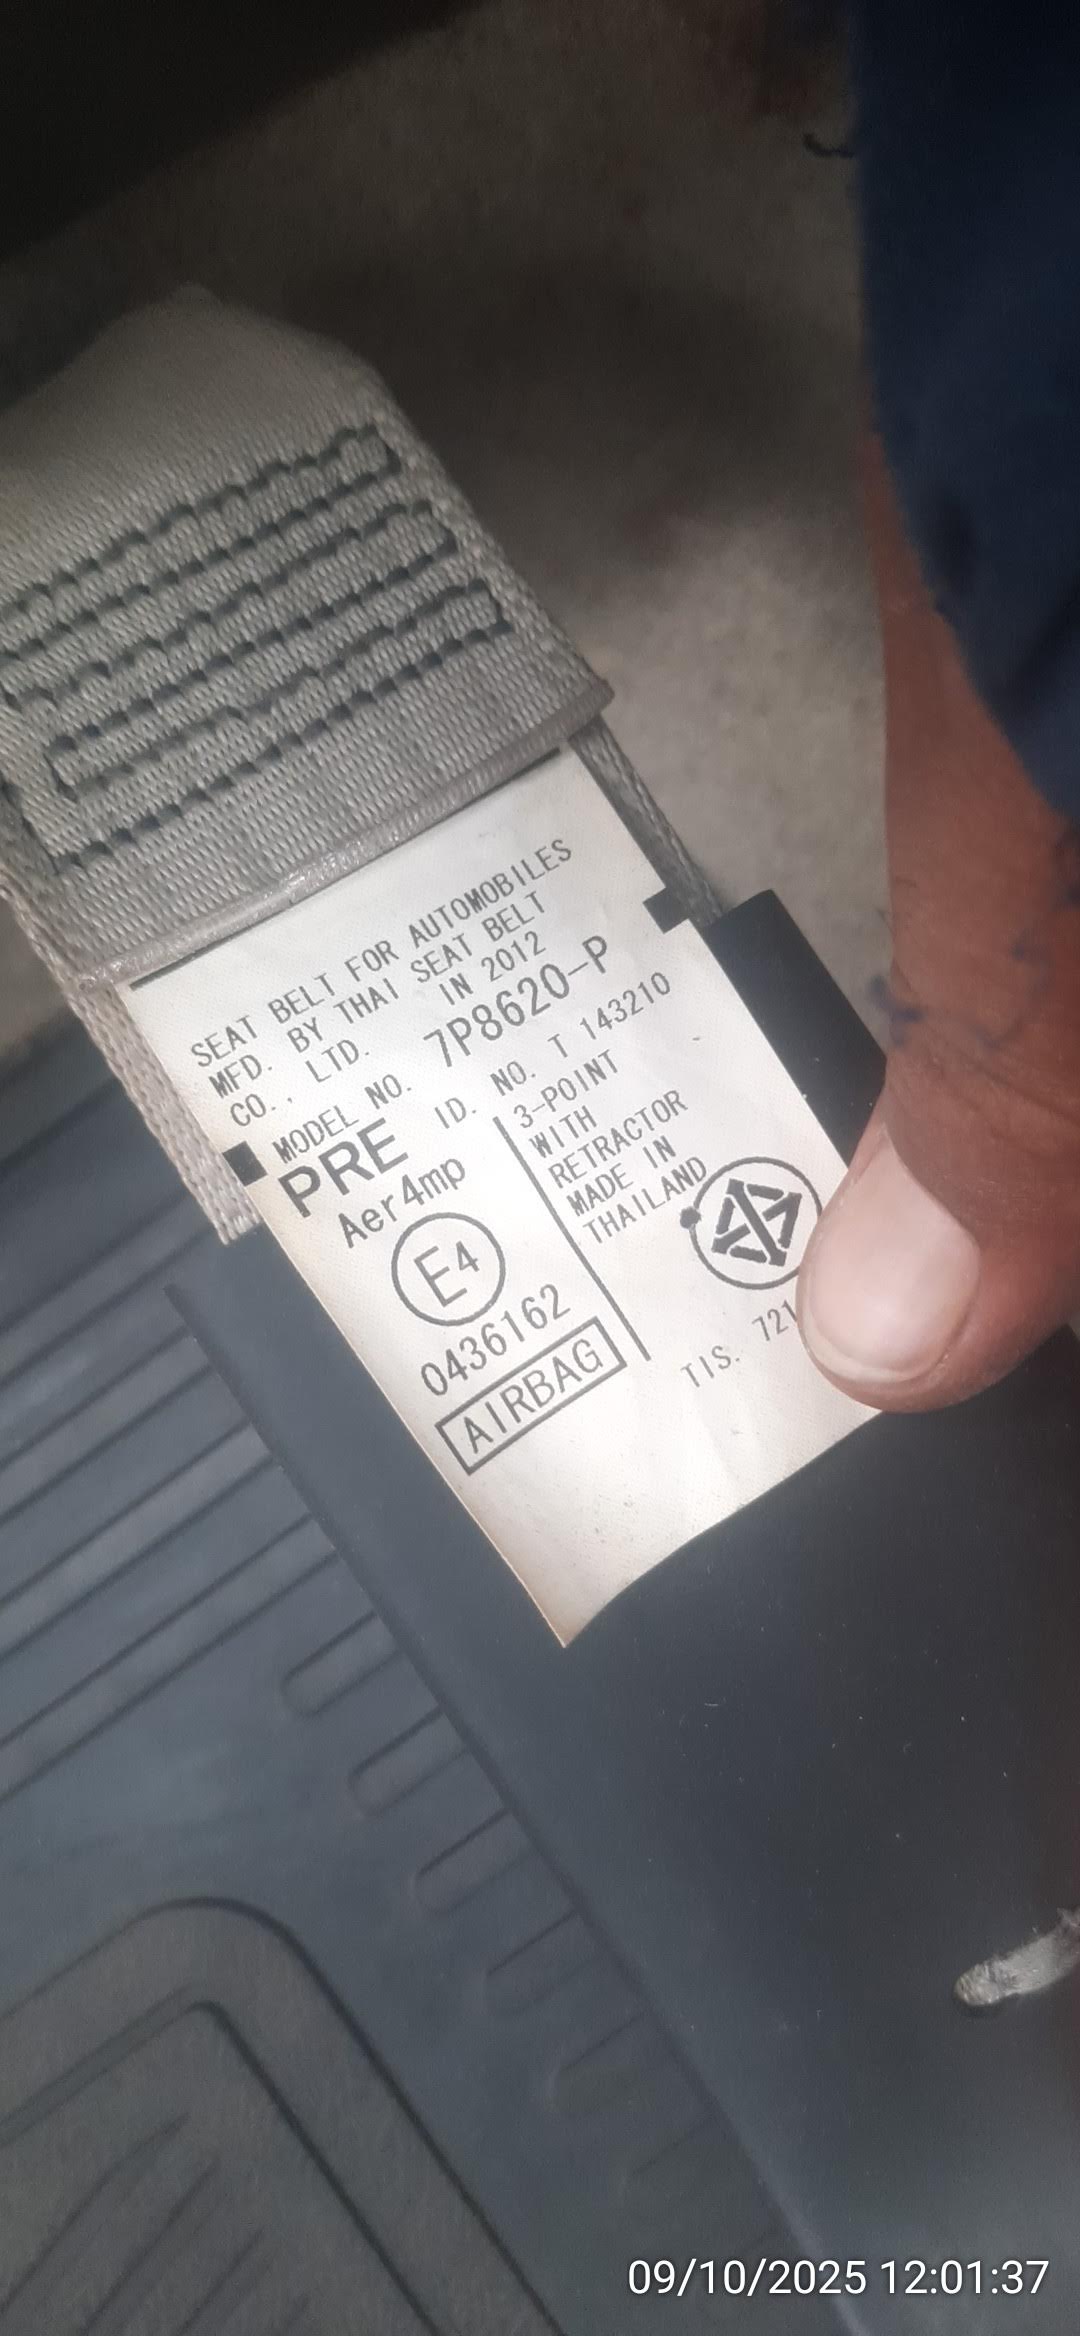 SEAT BELT FOR AUTOMOBILES
MFD. BY THAI SEAT BELT
CO., LTD. IN 2012
MODEL NO. 7P8620-P
PRE ID. NO. T 143210
Aer4mp
E4
0436162
AIRBAG
3-POINT
WITH
RETRACTOR
MADE IN
THAILAND
TIS. 721
09/10/2025 12:01:37